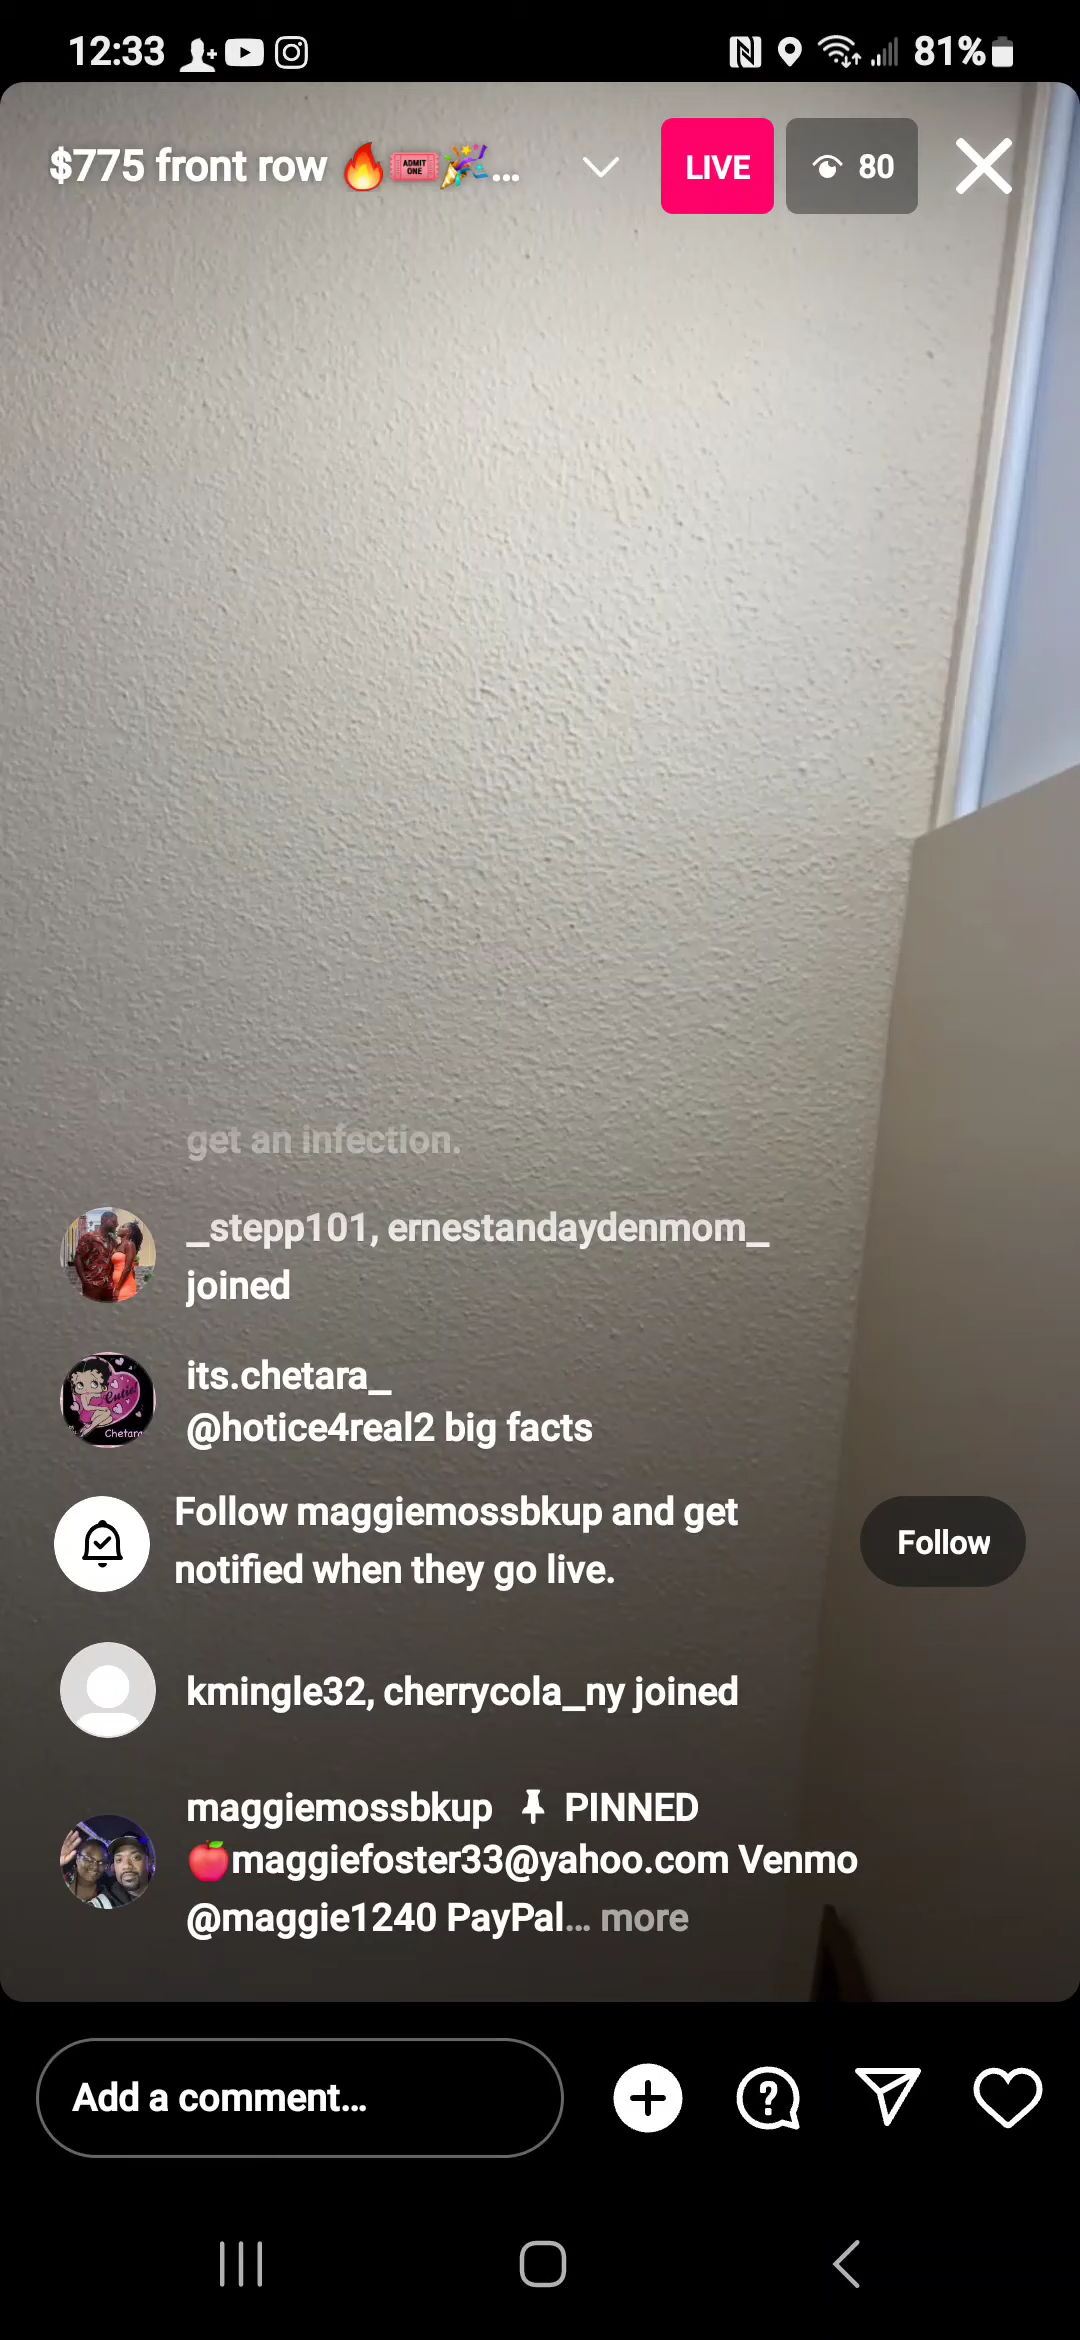 12:33
81%
$775 front row 🔥🎟️🎉...
LIVE
80
get an infection.
_stepp101, ernestandaydenmom_
joined
its.chetara_
@hotice4real2 big facts
Follow maggiemossbkup and get
notified when they go live.
Follow
kmingle32, cherrycola_ny joined
maggiemossbkup 📌 PINNED
🍎maggiefoster33@yahoo.com Venmo
@maggie1240 PayPal... more
Add a comment...